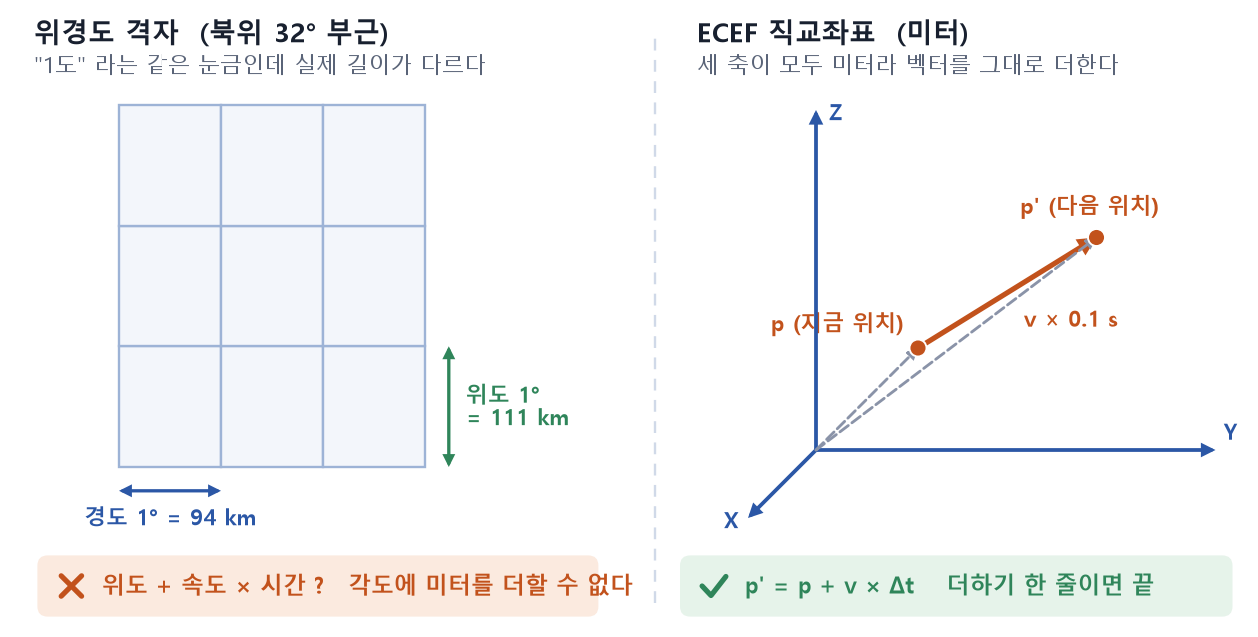 위경도 격자 (북위 32° 부근)
"1도" 라는 같은 눈금인데 실제 길이가 다르다
위도 1°
= 111 km
경도 1° = 94 km
위도 + 속도 × 시간 ? 각도에 미터를 더할 수 없다
ECEF 직교좌표 (미터)
세 축이 모두 미터라 벡터를 그대로 더한다
Z
p' (다음 위치)
p (지금 위치)
v × 0.1 s
Y
X
p' = p + v × Δt 더하기 한 줄이면 끝